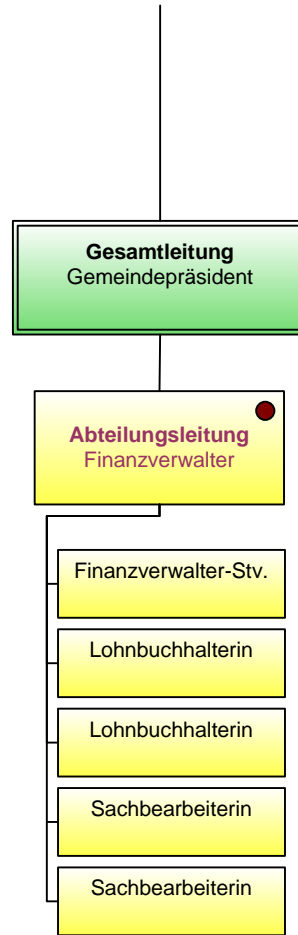 Gesamtleitung
Gemeindepräsident
Abteilungsleitung
Finanzverwalter
Finanzverwalter-Stv.
Lohnbuchhalterin
Lohnbuchhalterin
Sachbearbeiterin
Sachbearbeiterin